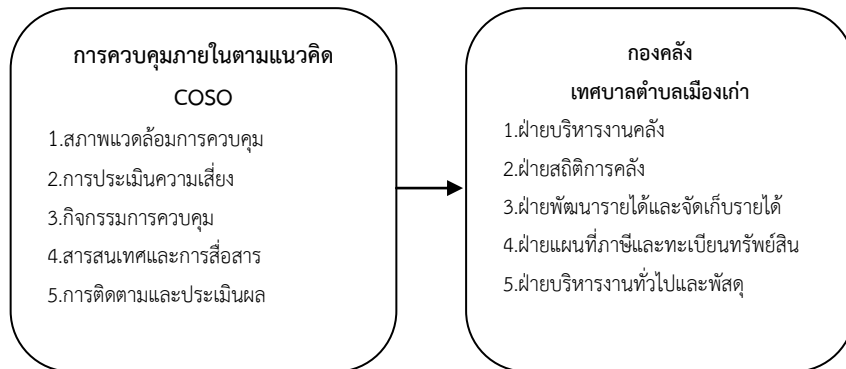 การควบคุมภายในตามแนวคิด
COSO
1.สภาพแวดล้อมการควบคุม
2.การประเมินความเสี่ยง
3.กิจกรรมการควบคุม
4.สารสนเทศและการสื่อสาร
5.การติดตามและประเมินผล
กองคลัง
เทศบาลตำบลเมืองเก่า
1.ฝ่ายบริหารงานคลัง
2.ฝ่ายสถิติการคลัง
3.ฝ่ายพัฒนารายได้และจัดเก็บรายได้
4.ฝ่ายแผนที่ภาษีและทะเบียนทรัพย์สิน
5.ฝ่ายบริหารงานทั่วไปและพัสดุ